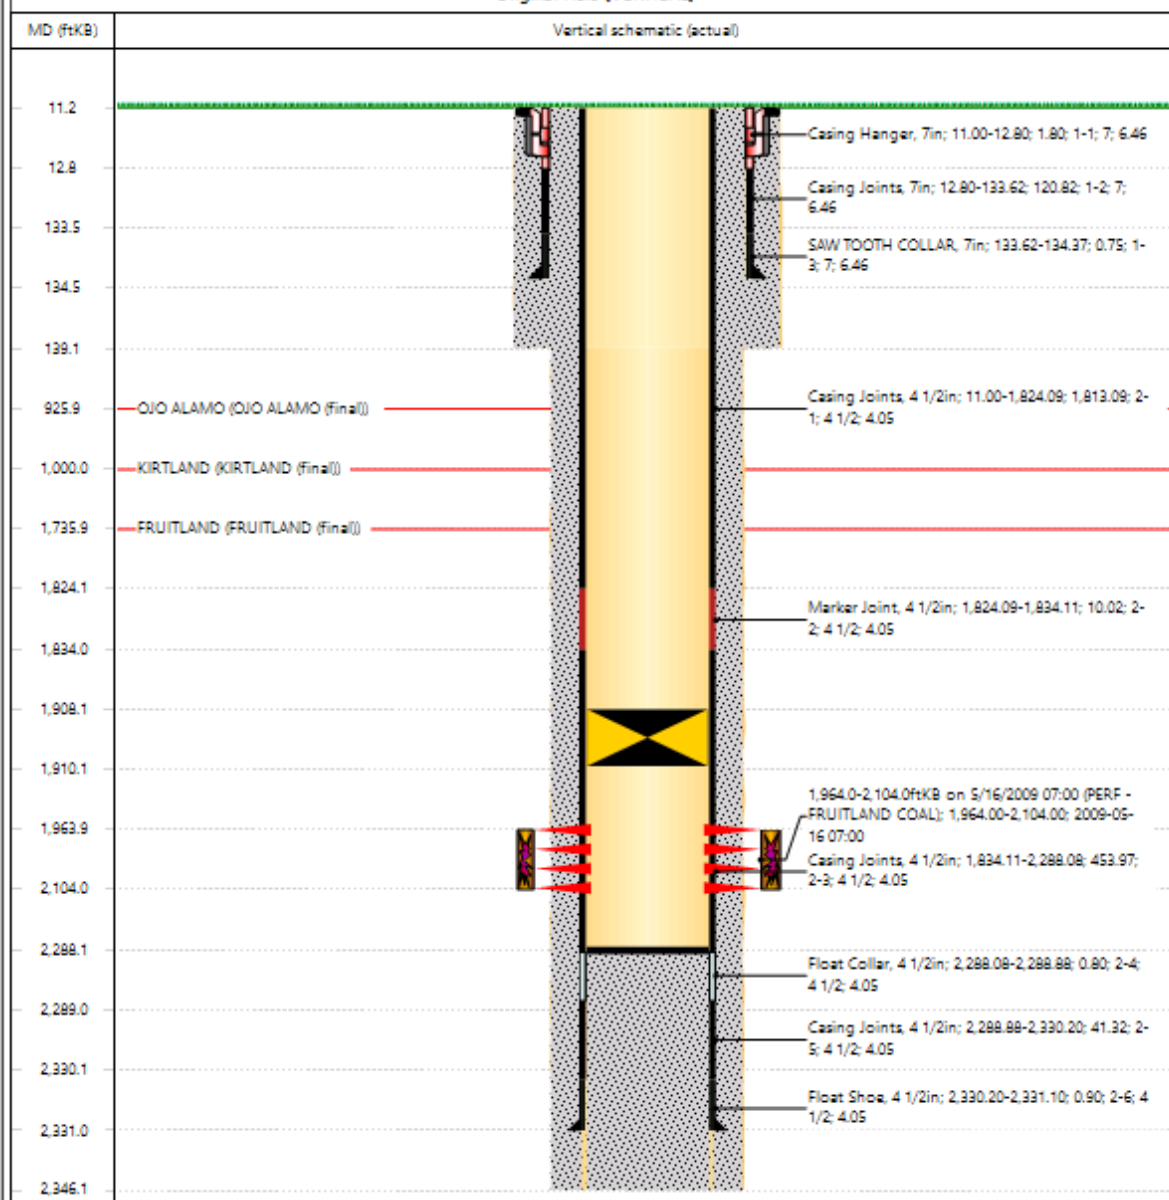 MD (ftKB)
Vertical schematic (actual)
11.2
Casing Hanger, 7in; 11.00-12.80; 1.80; 1-1; 7; 6.46
12.8
Casing Joints, 7in; 12.80-133.62; 120.82; 1-2; 7;
6.46
133.5
SAW TOOTH COLLAR, 7in; 133.62-134.37; 0.75; 1-
3; 7; 6.46
134.5
139.1
925.9
OJO ALAMO (OJO ALAMO (final))
Casing Joints, 4 1/2in; 11.00-1,824.09; 1,813.09; 2-
1; 4 1/2; 4.05
1,000.0
KIRTLAND (KIRTLAND (final))
1,735.9
FRUITLAND (FRUITLAND (final))
1,824.1
Marker Joint, 4 1/2in; 1,824.09-1,834.11; 10.02; 2-
2; 4 1/2; 4.05
1,834.0
1,908.1
1,910.1
1,964.0-2,104.0ftKB on 5/16/2009 07:00 (PERF -
FRUITLAND COAL); 1,964.00-2,104.00; 2009-05-
16 07:00
1,963.9
Casing Joints, 4 1/2in; 1,834.11-2,288.08; 453.97;
2-3; 4 1/2; 4.05
2,104.0
2,288.1
Float Collar, 4 1/2in; 2,288.08-2,288.88; 0.80; 2-4;
4 1/2; 4.05
2,289.0
Casing Joints, 4 1/2in; 2,288.88-2,330.20; 41.32; 2-
5; 4 1/2; 4.05
2,330.1
Float Shoe, 4 1/2in; 2,330.20-2,331.10; 0.90; 2-6; 4
1/2; 4.05
2,331.0
2,346.1